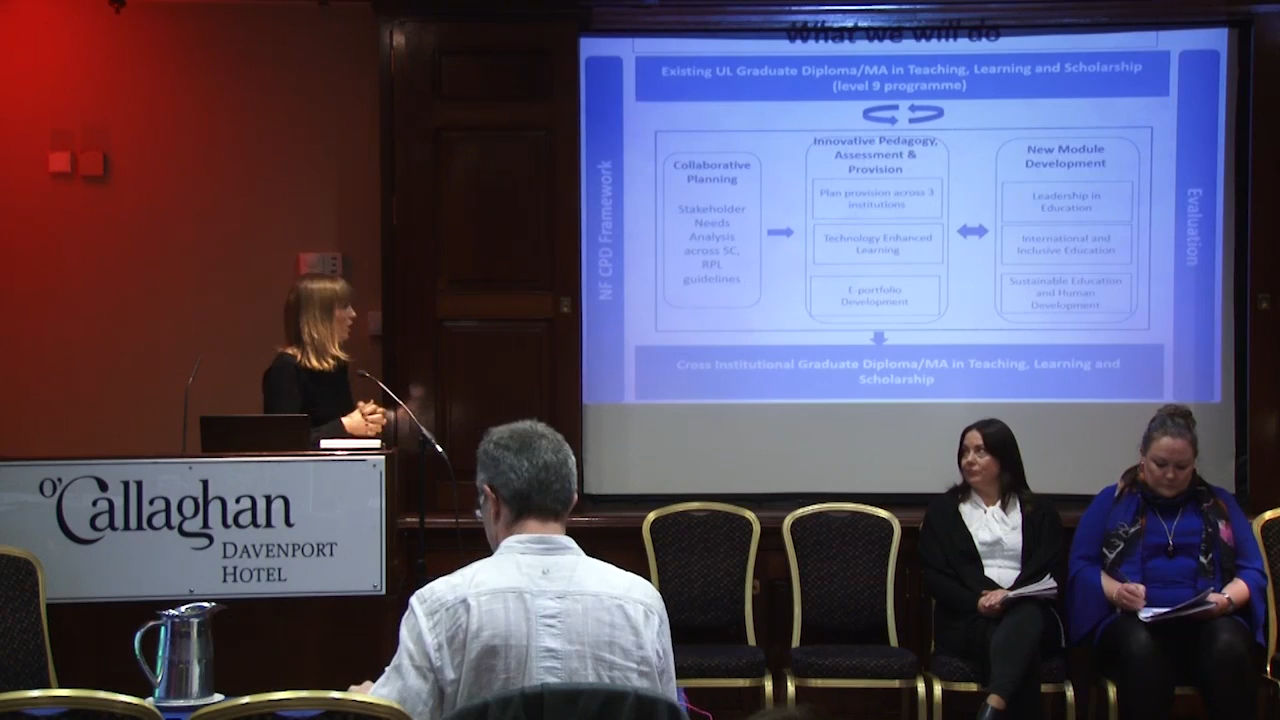 What we will do
Existing UL Graduate Diploma/MA in Teaching, Learning and Scholarship
(level 9 programme)
NF CPD Framework
Collaborative
Planning
Stakeholder
Needs
Analysis
across SC,
RPL
guidelines
Innovative Pedagogy,
Assessment &
Provision
Plan provision across 3
institutions
Technology Enhanced
Learning
E-portfolio
Development
New Module
Development
Leadership in
Education
International and
Inclusive Education
Sustainable Education
and Human
Development
Evaluation
Cross Institutional Graduate Diploma/MA in Teaching, Learning and
Scholarship
O'Callaghan
DAVENPORT
HOTEL